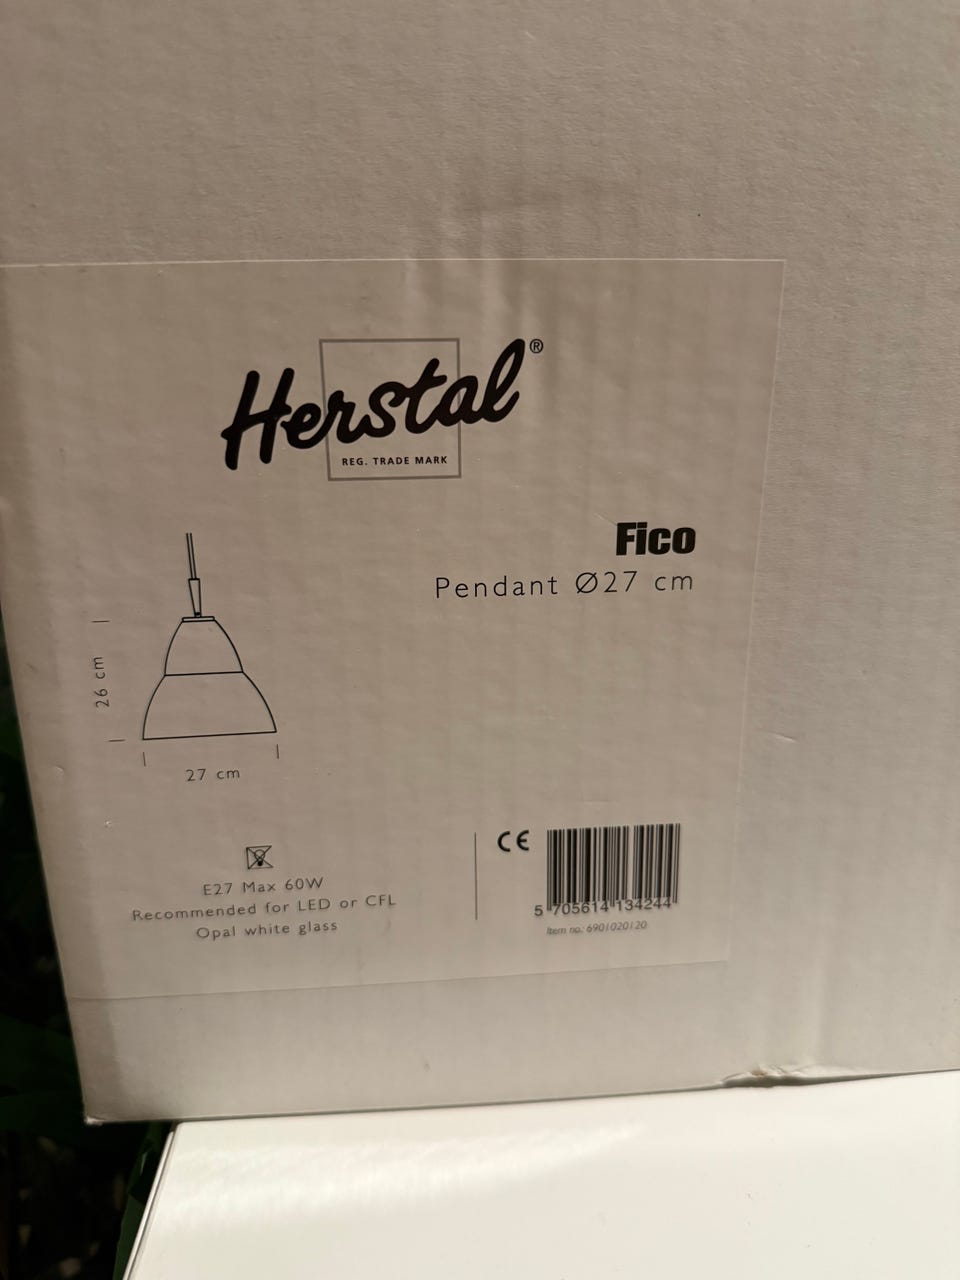 Herstal®
REG. TRADE MARK
Fico
Pendant Ø27 cm
26 cm
27 cm
E27 Max 60W
Recommended for LED or CFL
Opal white glass
CE
5 705614 134244
Item no.: 6901020120